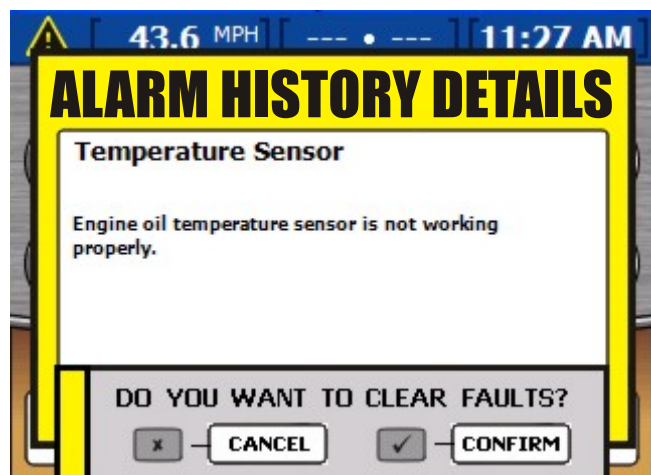 43.6 MPH --- • --- 11:27 AM
ALARM HISTORY DETAILS
Temperature Sensor
Engine oil temperature sensor is not working
properly.
DO YOU WANT TO CLEAR FAULTS?
x CANCEL ✓ CONFIRM